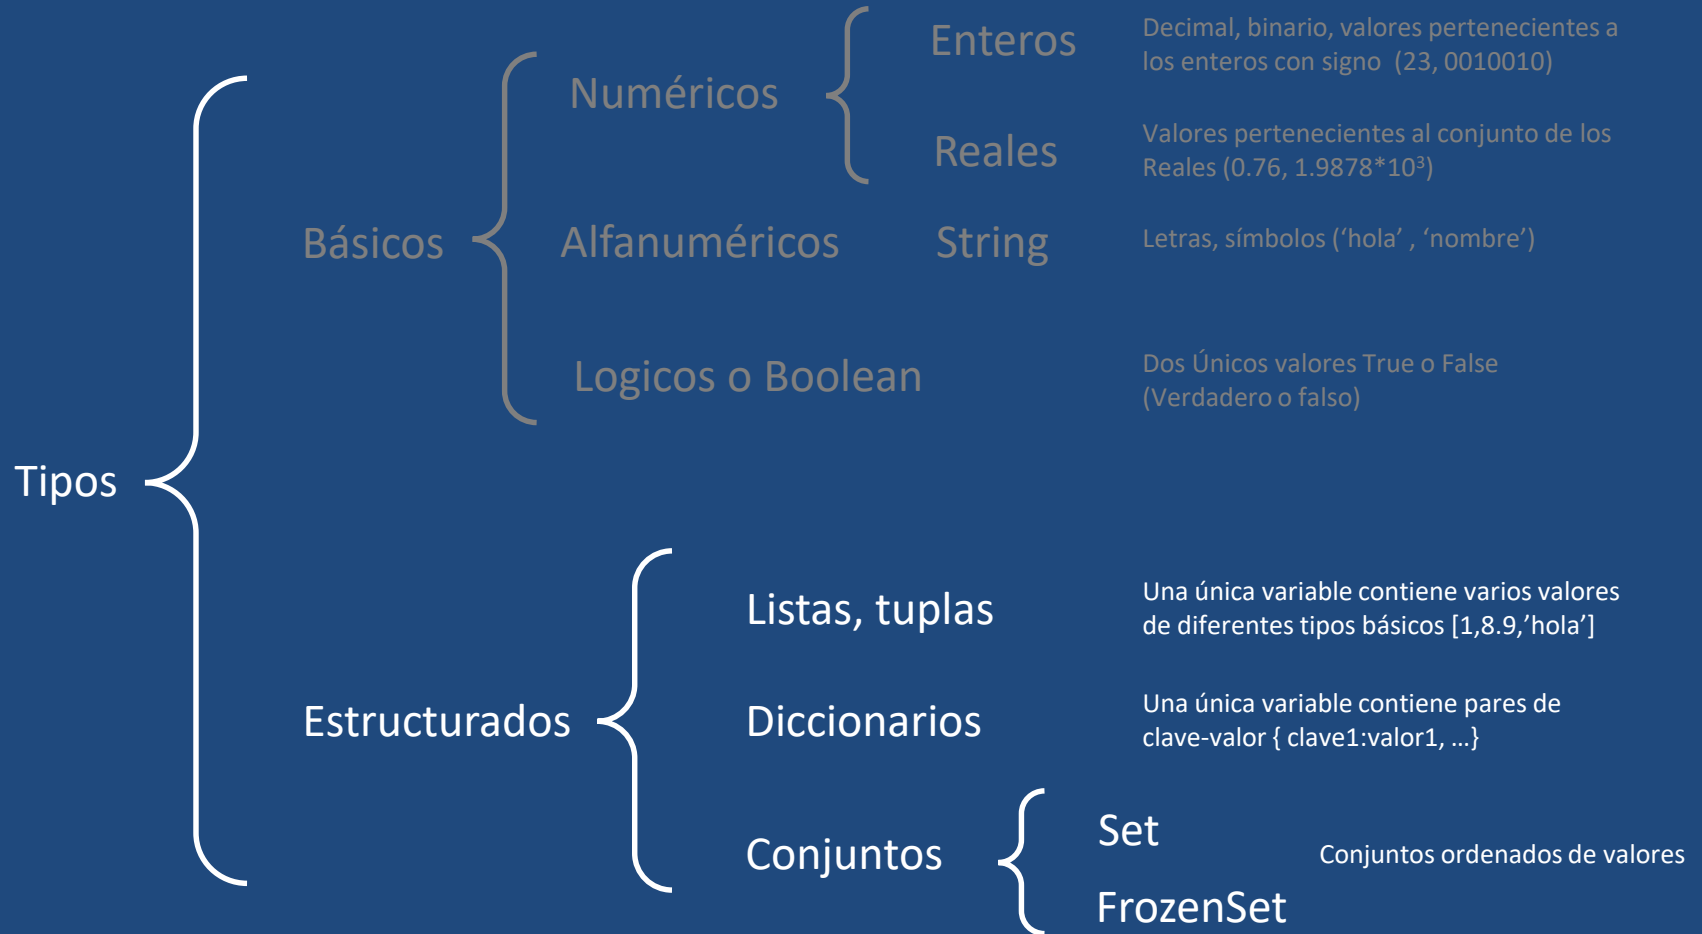 Tipos
Básicos
Numéricos
Enteros
Decimal, binario, valores pertenecientes a
los enteros con signo  (23, 0010010)
Reales
Valores pertenecientes al conjunto de los
Reales (0.76, 1.9878*10³)
Alfanuméricos
String
Letras, símbolos (‘hola’ , ‘nombre’)
Logicos o Boolean
Dos Únicos valores True o False
(Verdadero o falso)
Estructurados
Listas, tuplas
Una única variable contiene varios valores
de diferentes tipos básicos [1,8.9,’hola’]
Diccionarios
Una única variable contiene pares de
clave-valor { clave1:valor1, …}
Conjuntos
Set
FrozenSet
Conjuntos ordenados de valores